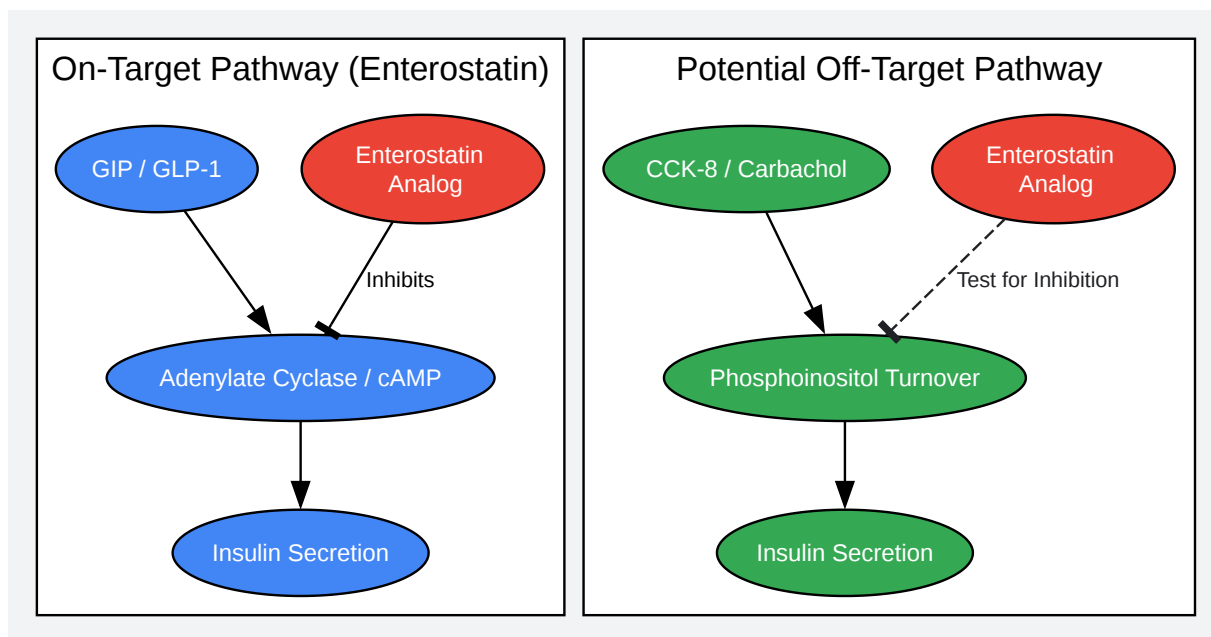 On-Target Pathway (Enterostatin)
GIP / GLP-1
Enterostatin
Analog
Inhibits
Adenylate Cyclase / cAMP
Insulin Secretion
Potential Off-Target Pathway
CCK-8 / Carbachol
Enterostatin
Analog
Test for Inhibition
Phosphoinositol Turnover
Insulin Secretion